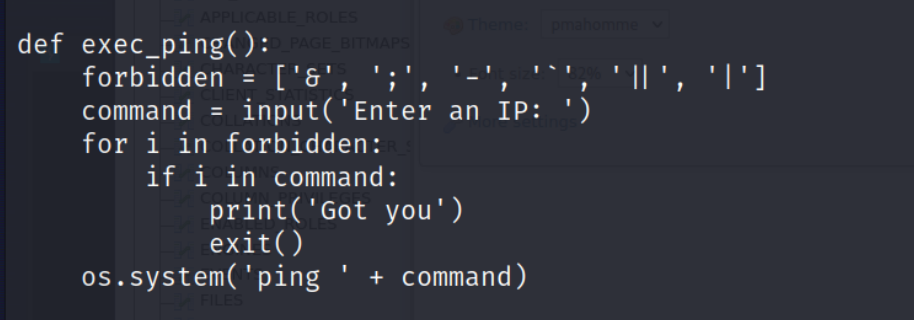 APPLICABLE_ROLES
Theme: pmahomme
def exec_ping():
    forbidden = ['&', ';', '-', '`', '||', '|']
    command = input('Enter an IP: ')
    for i in forbidden:
        if i in command:
            print('Got you')
            exit()
    os.system('ping ' + command)
FILES